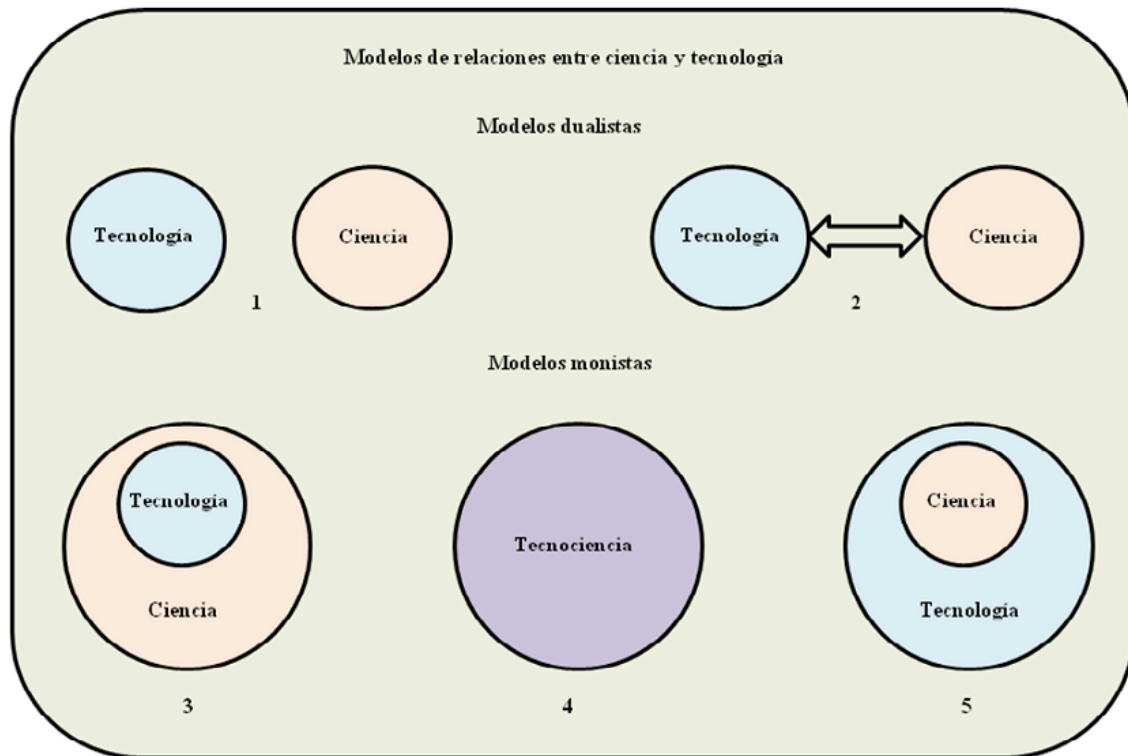 Modelos de relaciones entre ciencia y tecnología
Modelos dualistas
Tecnología
Ciencia
1
Tecnología
Ciencia
2
Modelos monistas
Tecnología
Ciencia
3
Tecnociencia
4
Ciencia
Tecnología
5